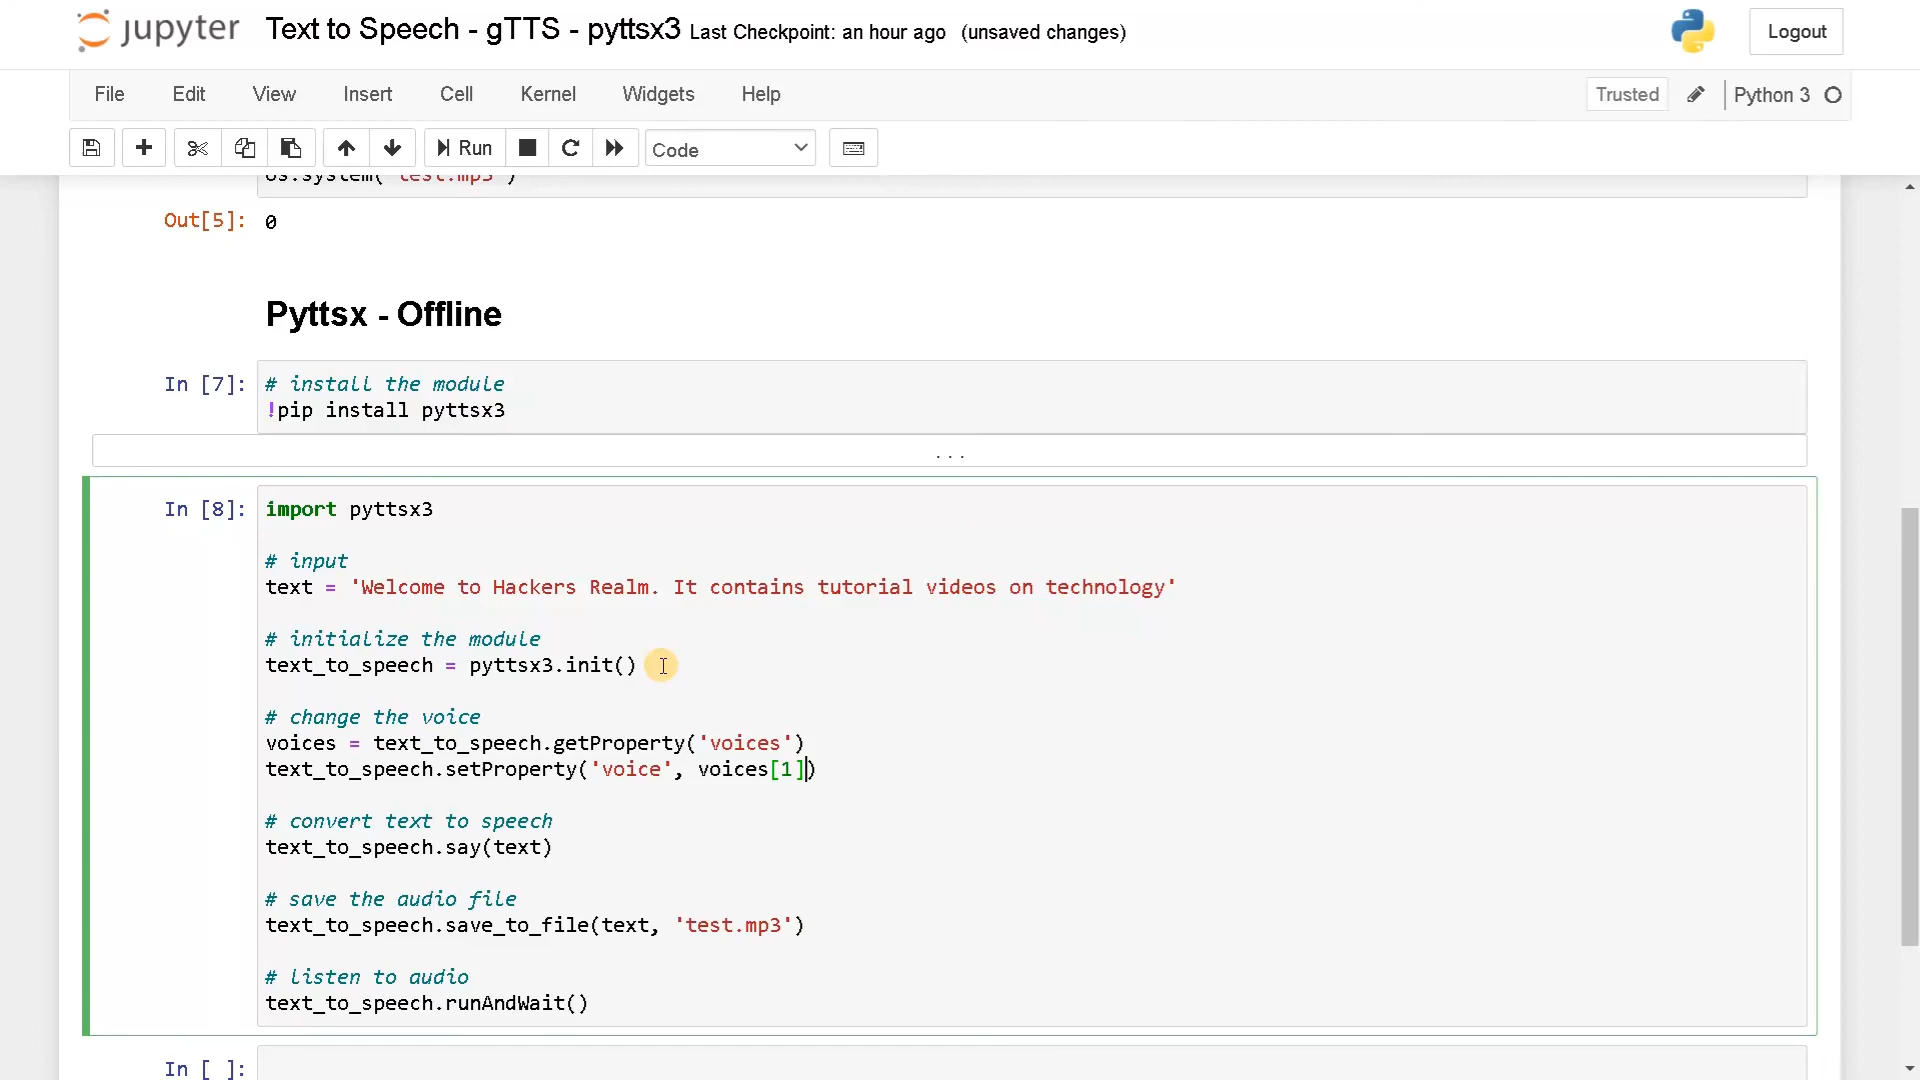 jupyter Text to Speech - gTTS - pyttsx3 Last Checkpoint: an hour ago (unsaved changes) Logout
File Edit View Insert Cell Kernel Widgets Help Trusted Python 3
Run Code
os.system('test.mp3')
Out[5]: 0
Pyttsx - Offline
In [7]: # install the module
!pip install pyttsx3
...
In [8]: import pyttsx3
# input
text = 'Welcome to Hackers Realm. It contains tutorial videos on technology'
# initialize the module
text_to_speech = pyttsx3.init()
# change the voice
voices = text_to_speech.getProperty('voices')
text_to_speech.setProperty('voice', voices[1])
# convert text to speech
text_to_speech.say(text)
# save the audio file
text_to_speech.save_to_file(text, 'test.mp3')
# listen to audio
text_to_speech.runAndWait()
In [ ]: